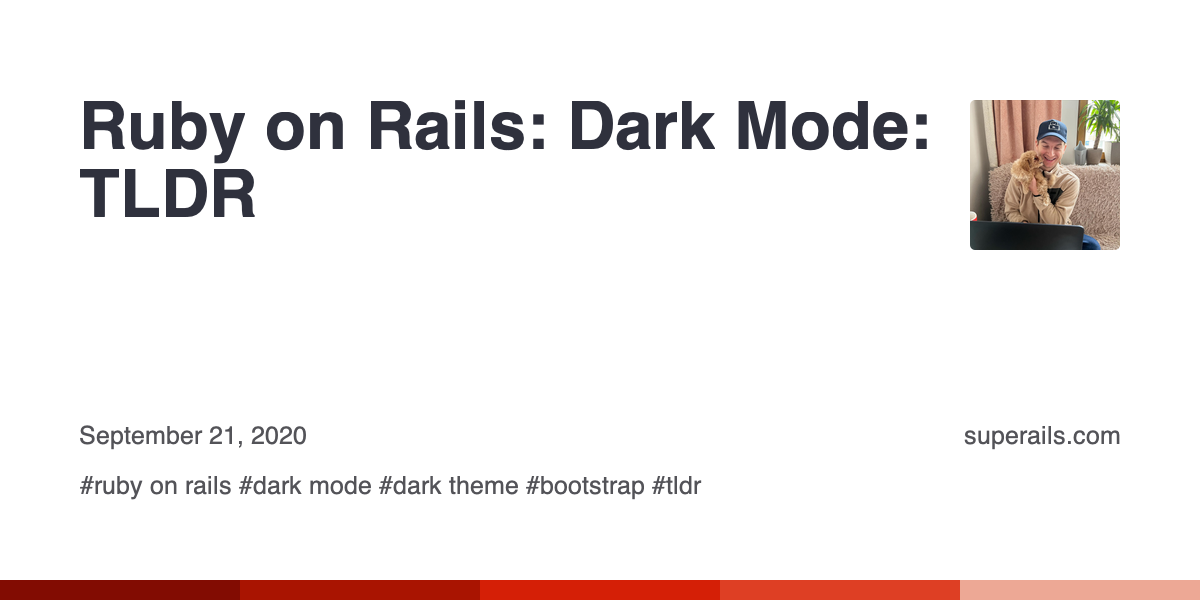 Ruby on Rails: Dark Mode:
TLDR
September 21, 2020
superails.com
#ruby on rails #dark mode #dark theme #bootstrap #tldr